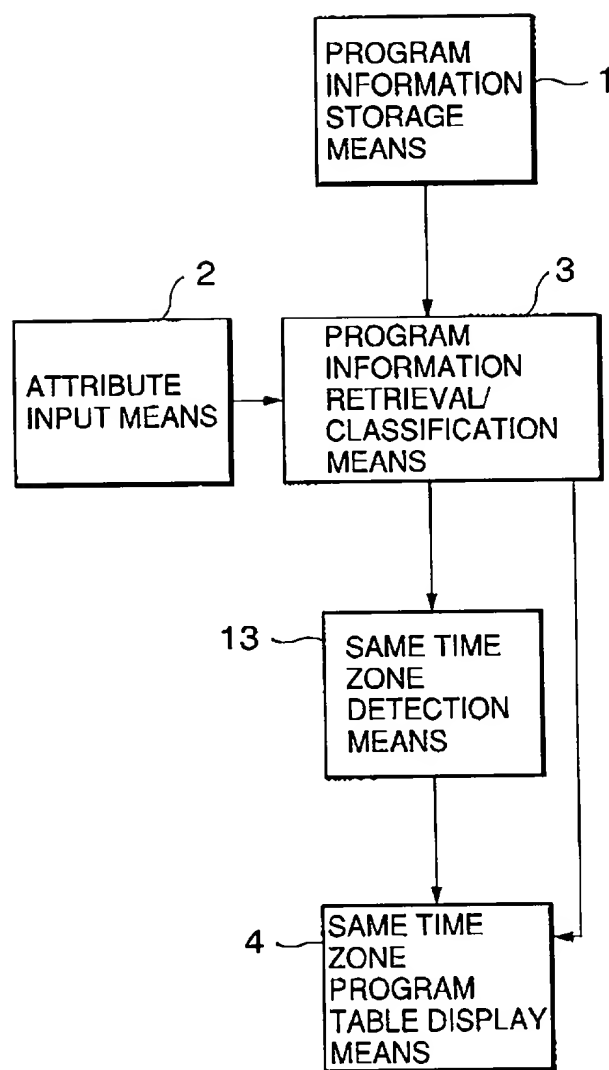 PROGRAM
INFORMATION
STORAGE
MEANS
1
2
3
ATTRIBUTE
INPUT MEANS
PROGRAM
INFORMATION
RETRIEVAL/
CLASSIFICATION
MEANS
13
SAME TIME
ZONE
DETECTION
MEANS
4
SAME TIME
ZONE
PROGRAM
TABLE DISPLAY
MEANS